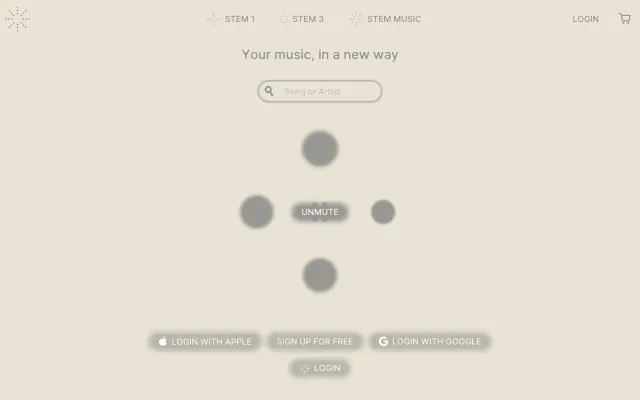 STEM 1 STEM 3 STEM MUSIC LOGIN
Your music, in a new way
Song or Artist
UNMUTE
LOGIN WITH APPLE SIGN UP FOR FREE LOGIN WITH GOOGLE
LOGIN